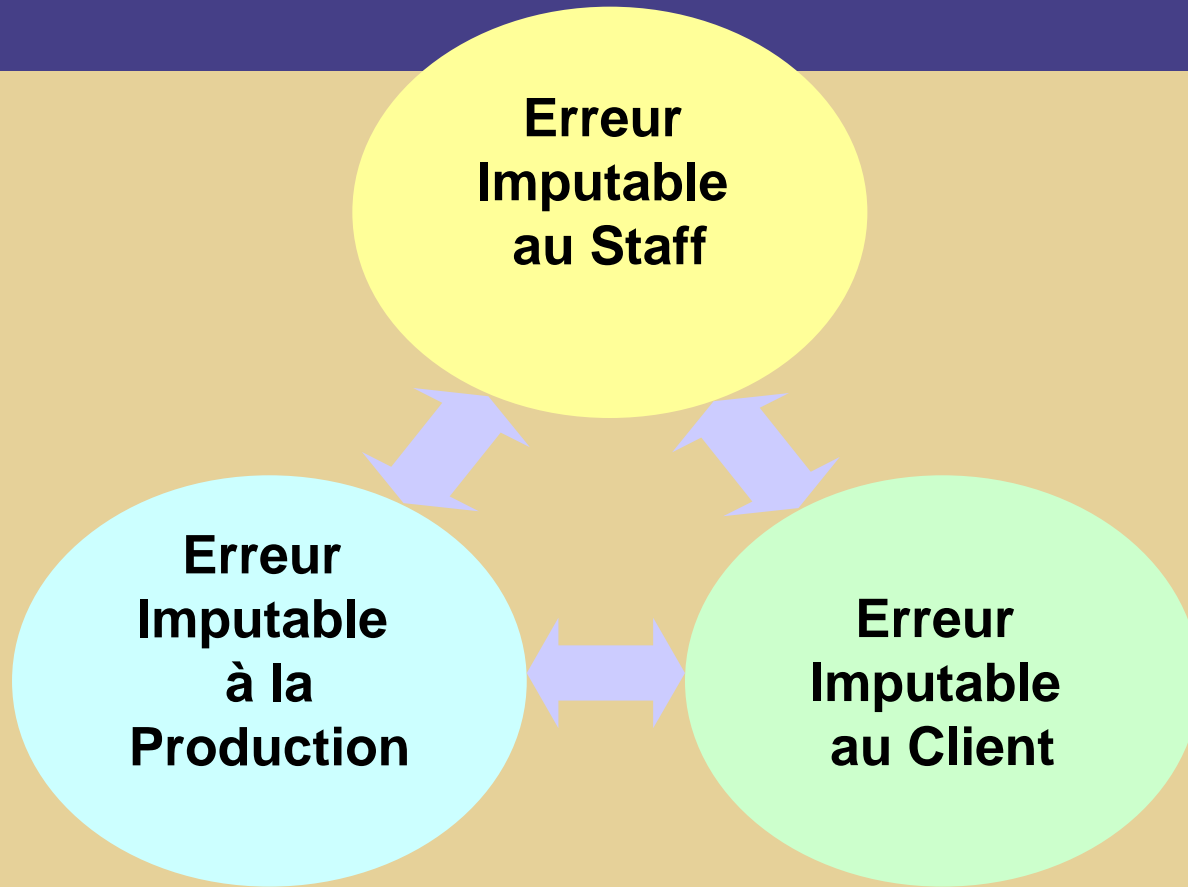 Erreur
Imputable
au Staff
Erreur
Imputable
à la
Production
Erreur
Imputable
au Client